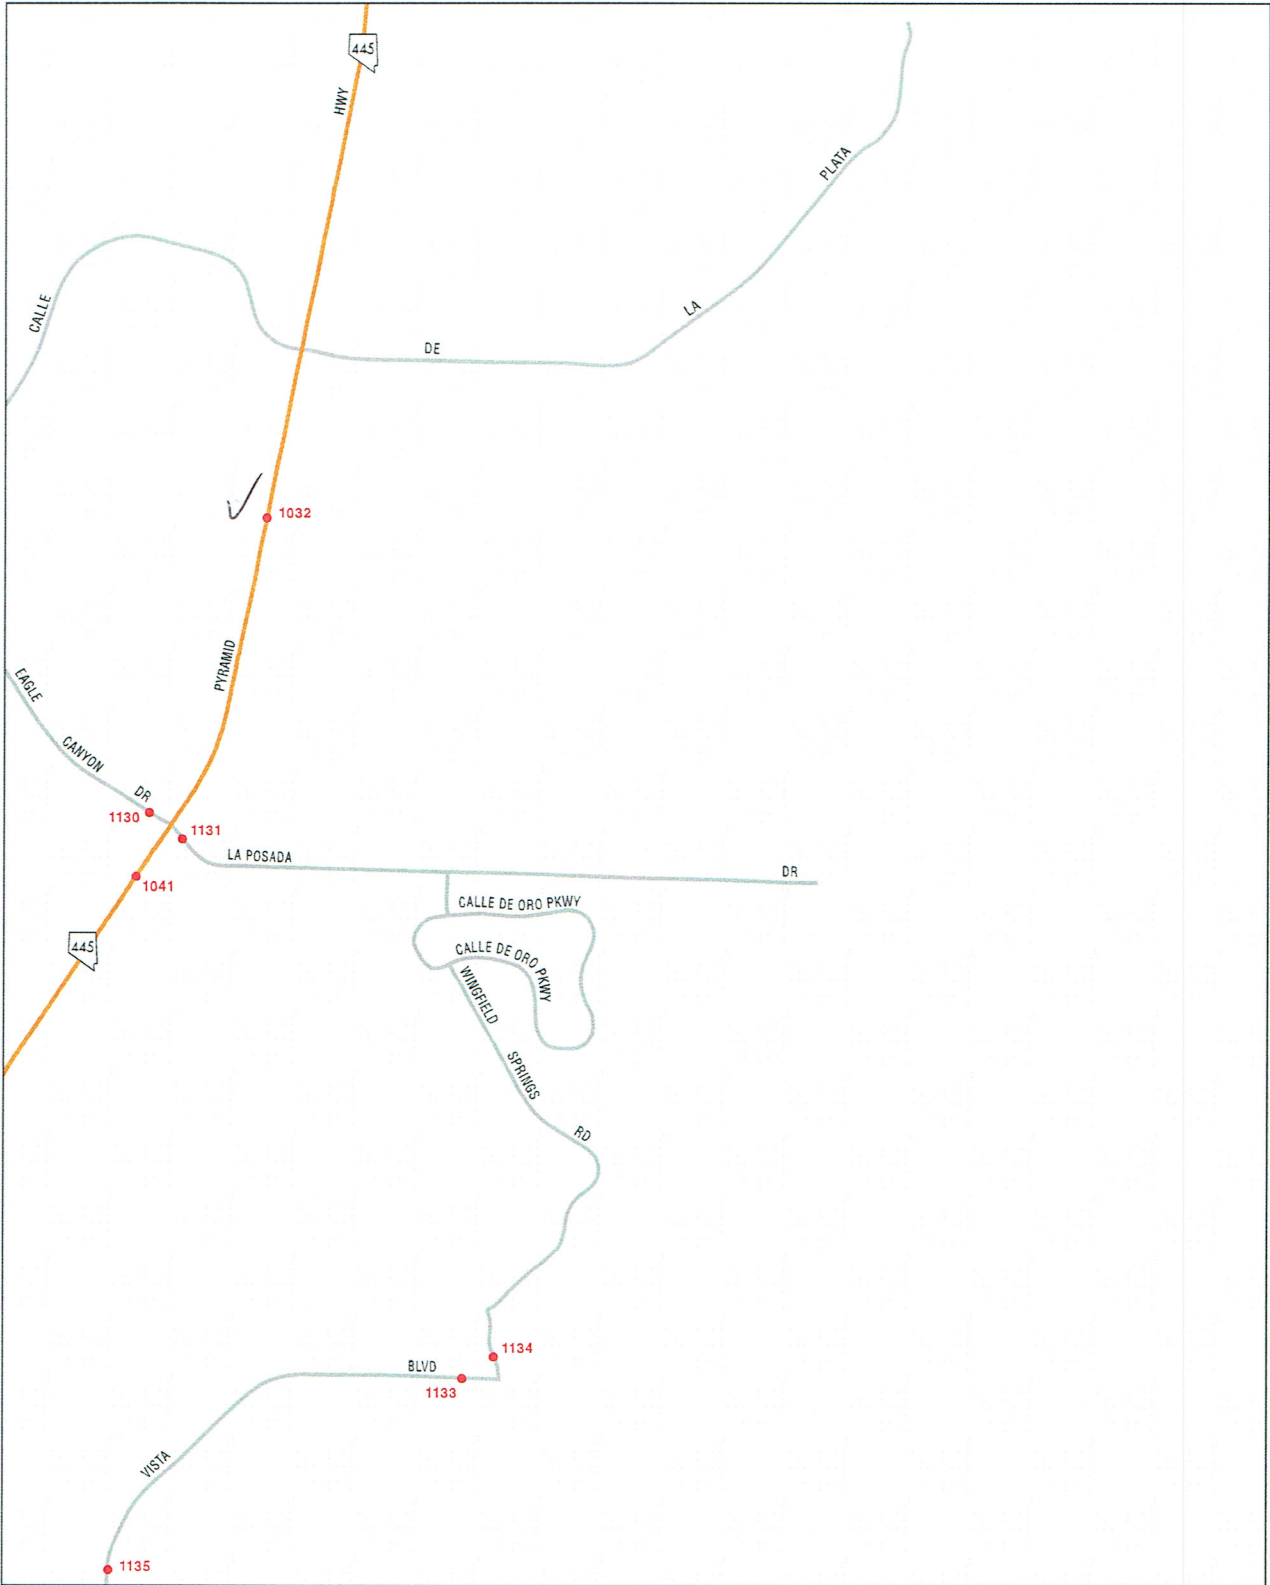 445
HWY
PLATA
CALLE
LA
DE
1032
PYRAMID
EAGLE
CANYON
DR
1130
1131
LA POSADA
DR
1041
CALLE DE ORO PKWY
445
CALLE DE ORO PKWY
WINGFIELD
SPRINGS
RD
1134
BLVD
1133
VISTA
1135